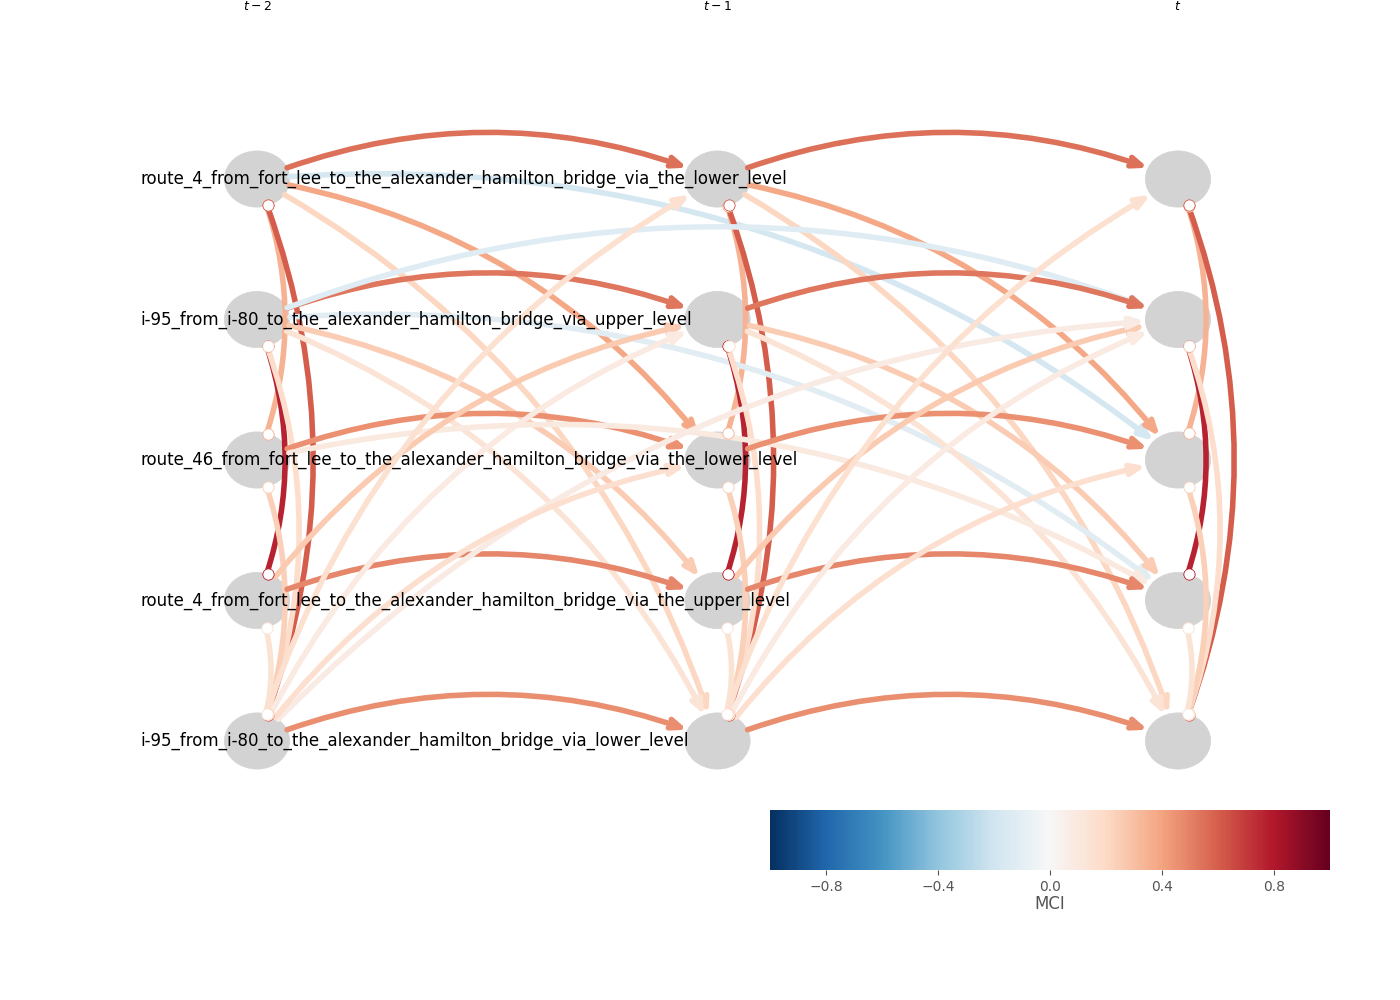 t − 2 t − 1 t
route_4_from_fort_lee_to_the_alexander_hamilton_bridge_via_the_lower_level
i-95_from_i-80_to_the_alexander_hamilton_bridge_via_upper_level
route_46_from_fort_lee_to_the_alexander_hamilton_bridge_via_the_lower_level
route_4_from_fort_lee_to_the_alexander_hamilton_bridge_via_the_upper_level
i-95_from_i-80_to_the_alexander_hamilton_bridge_via_lower_level
−0.8 −0.4 0.0 0.4 0.8
MCI